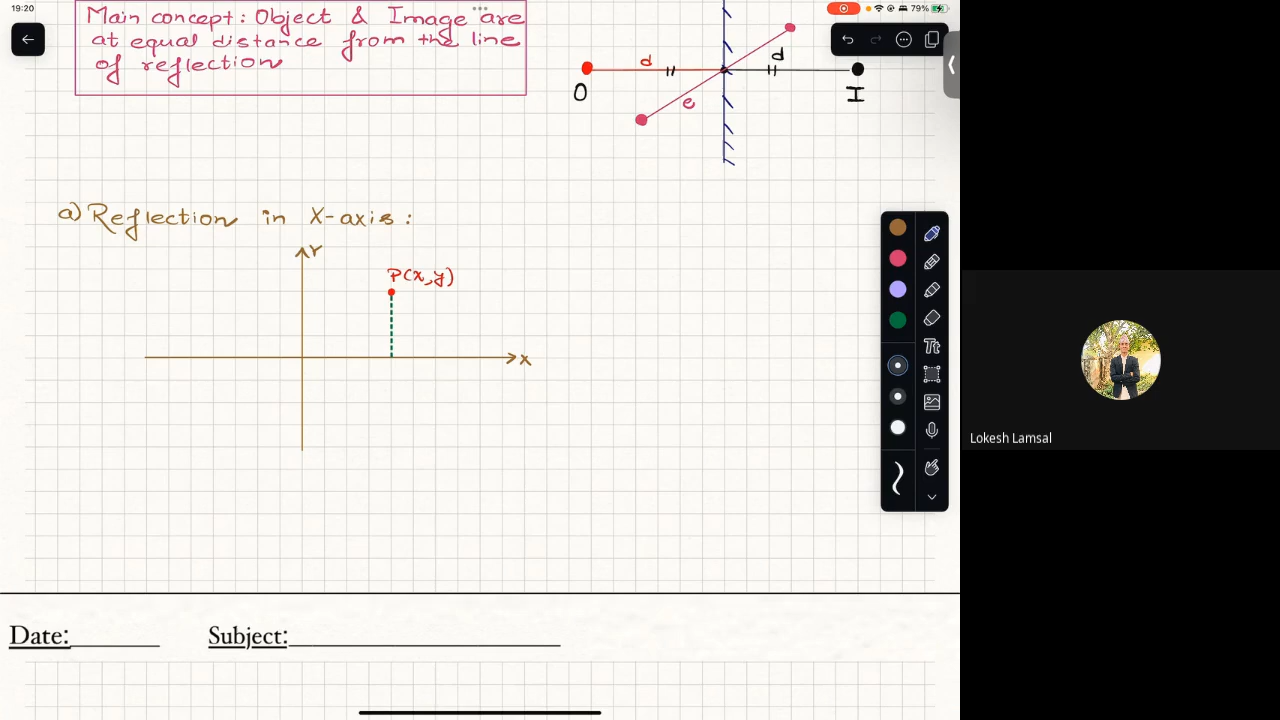 19:20
79%
Main concept: Object & Image are
at equal distance from the line
of reflection
d
d
O
e
I
a) Reflection in X-axis:
Y
P(x,y)
X
Tt
Lokesh Lamsal
Date:
Subject: